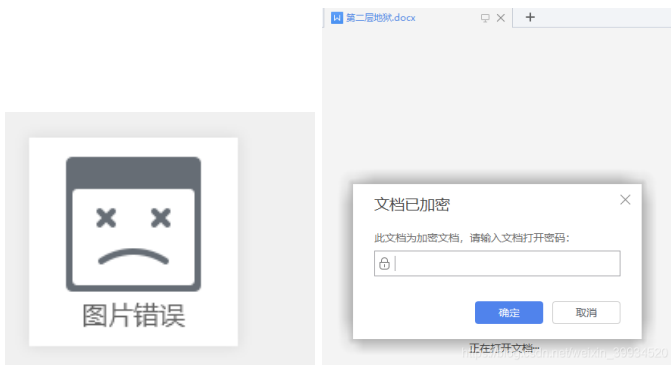 第二层地狱.docx
图片错误
文档已加密
此文档为加密文档，请输入文档打开密码：
确定
取消
正在打开文档...